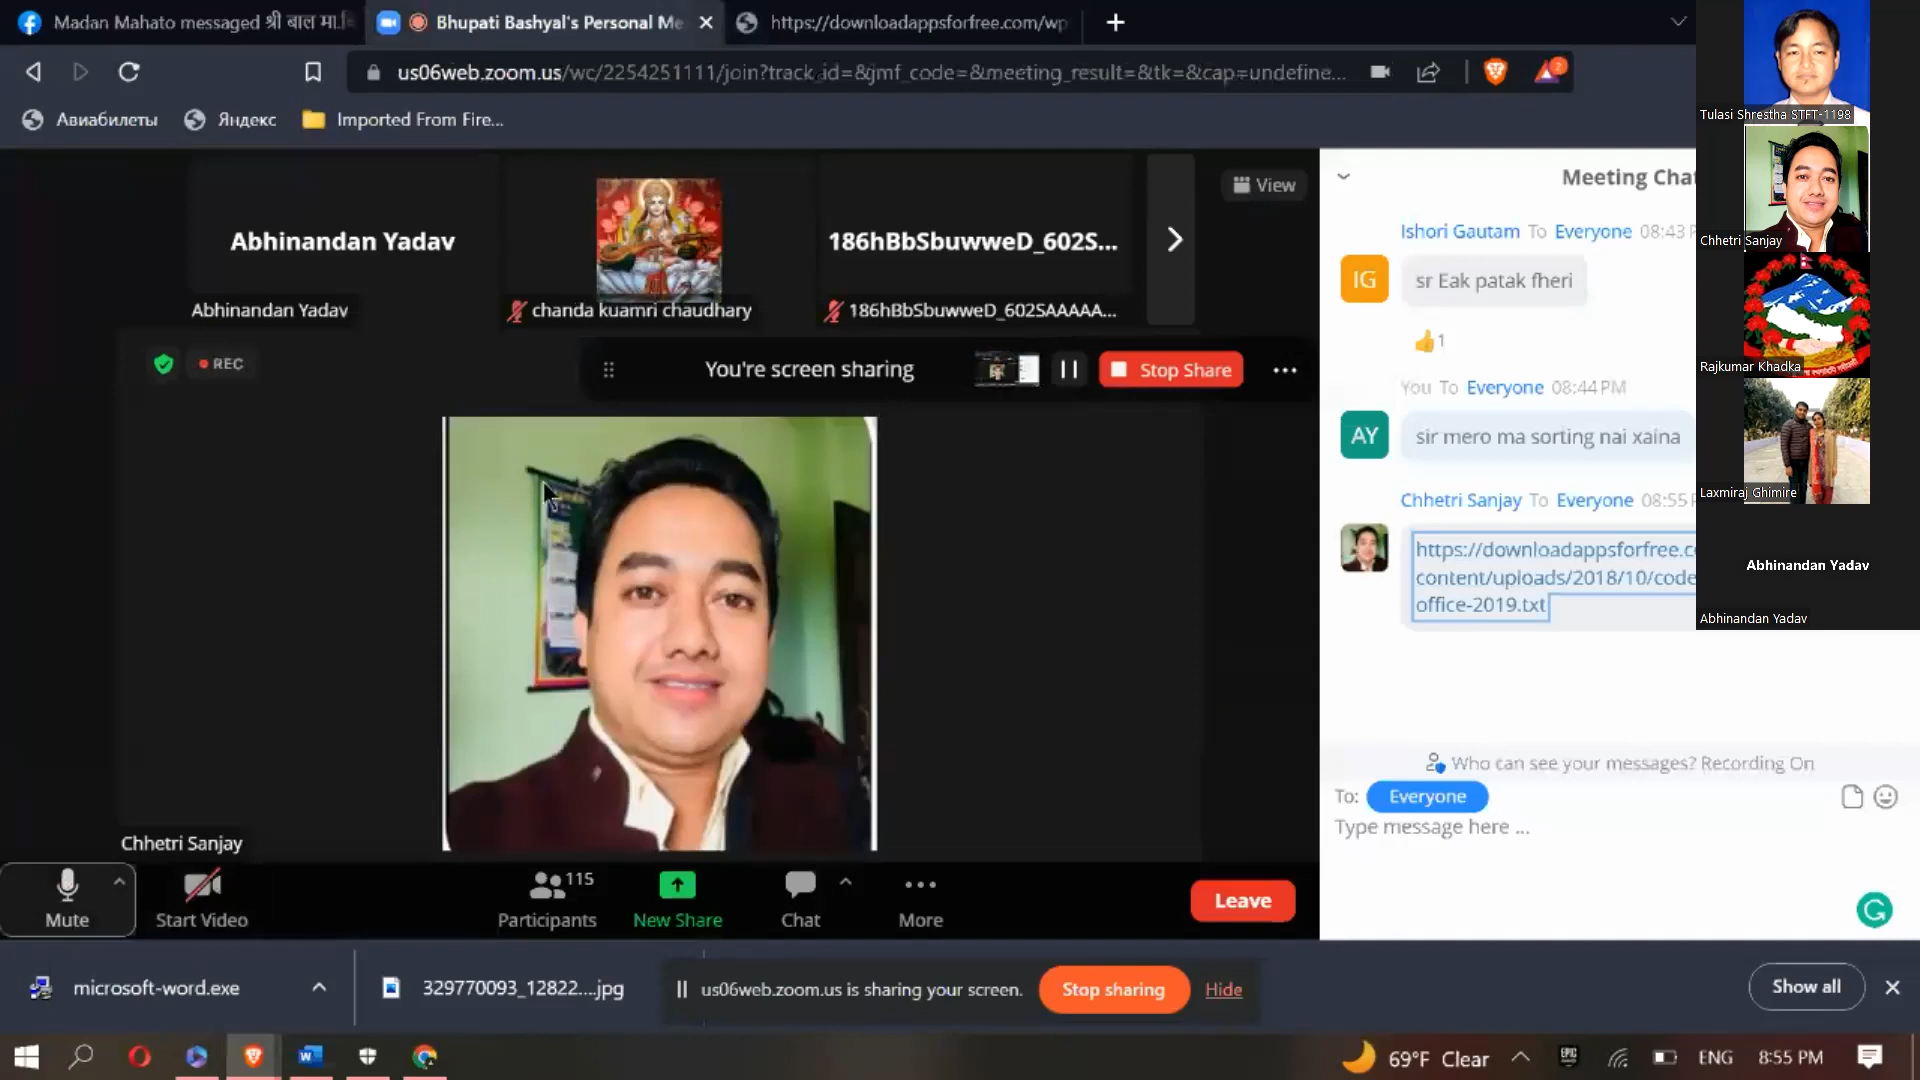 Madan Mahato messaged श्री बाल मा.वि
Bhupati Bashyal's Personal Me
https://downloadappsforfree.com/wp
us06web.zoom.us/wc/2254251111/join?track_id=&jmf_code=&meeting_result=&tk=&cap=undefine...
2
Авиабилеты
Яндекс
Imported From Fire...
Abhinandan Yadav
186hBbSbuwweD_602S...
View
Abhinandan Yadav
chanda kuamri chaudhary
186hBbSbuwweD_602SAAAAA...
REC
You're screen sharing
Stop Share
Chhetri Sanjay
Meeting Chat
Ishori Gautam To Everyone 08:43 P
IG
sr Eak patak fheri
1
You To Everyone 08:44 PM
AY
sir mero ma sorting nai xaina
Chhetri Sanjay To Everyone 08:55 P
https://downloadappsforfree.c
content/uploads/2018/10/code
office-2019.txt
Who can see your messages? Recording On
To: Everyone
Type message here ...
Tulasi Shrestha STFT-1198
Chhetri Sanjay
Rajkumar Khadka
Laxmiraj Ghimire
Abhinandan Yadav
Abhinandan Yadav
Mute
Start Video
115
Participants
New Share
Chat
More
Leave
microsoft-word.exe
329770093_12822....jpg
us06web.zoom.us is sharing your screen.
Stop sharing
Hide
Show all
69°F Clear
EPIC
ENG
8:55 PM